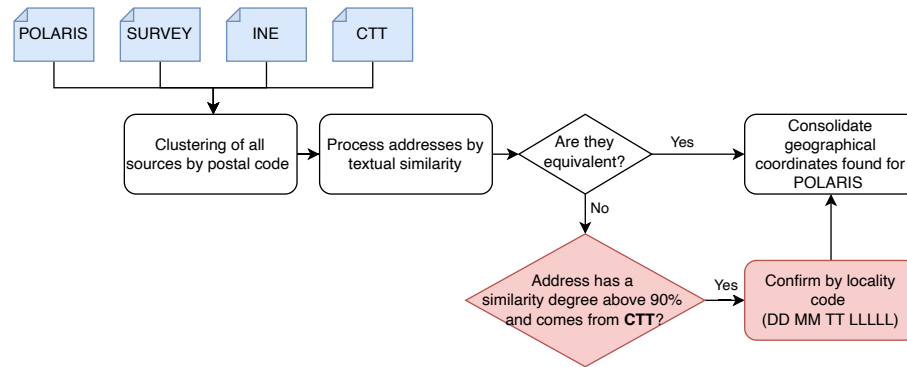 POLARIS
SURVEY
INE
CTT
Clustering of all
sources by postal code
Process addresses by
textual similarity
Are they
equivalent?
Yes
Consolidate
geographical
coordinates found for
POLARIS
No
Address has a
similarity degree above 90%
and comes from CTT?
Yes
Confirm by locality
code
(DD MM TT LLLLL)